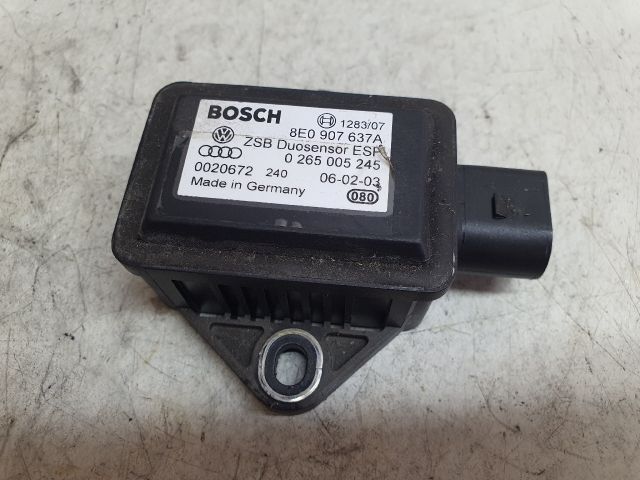 BOSCH 1283/07
8E0 907 637A
ZSB Duosensor ESP
0 265 005 245
0020672 240 06-02-03
Made in Germany 080